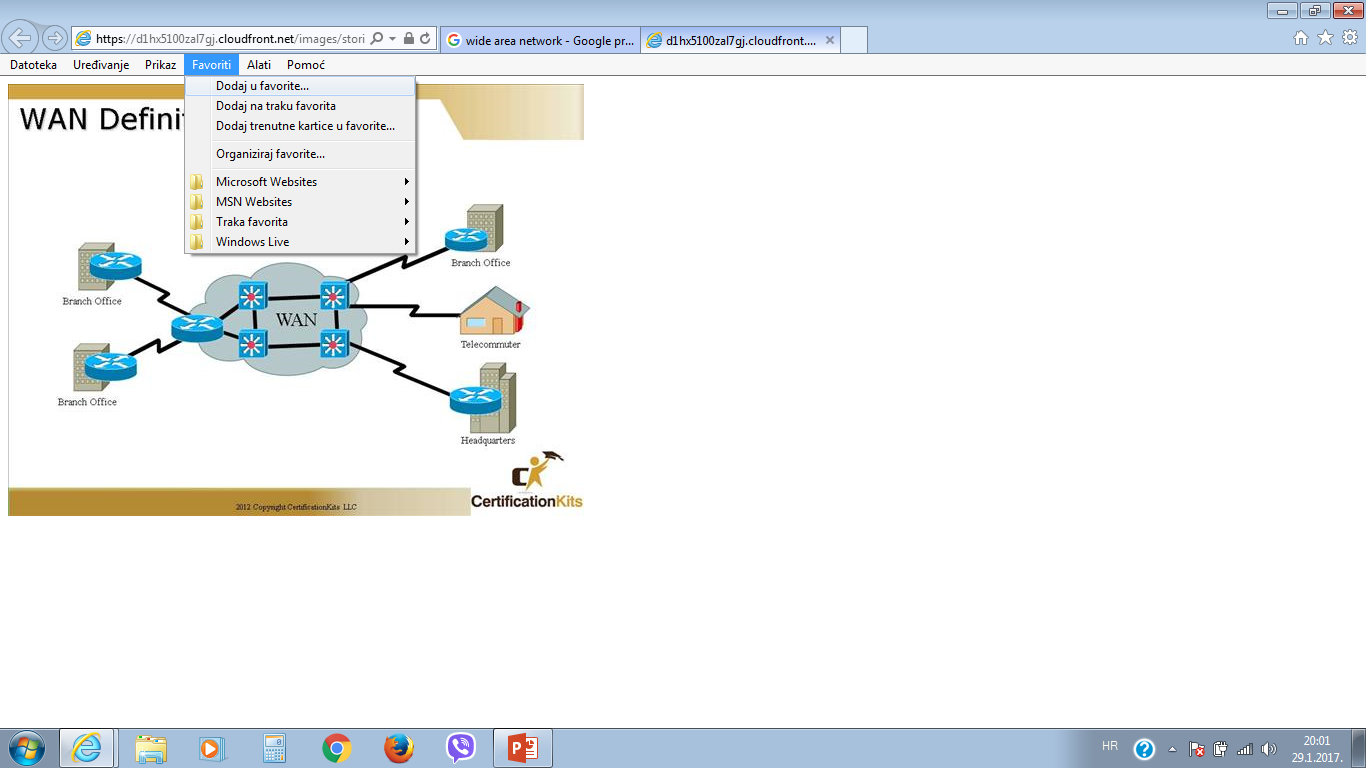 https://d1hx5100zal7gj.cloudfront.net/images/stori
wide area network - Google pr...
d1hx5100zal7gj.cloudfront....
Datoteka Uređivanje Prikaz Favoriti Alati Pomoć
Dodaj u favorite...
Dodaj na traku favorita
Dodaj trenutne kartice u favorite...
Organiziraj favorite...
Microsoft Websites
MSN Websites
Traka favorita
Windows Live
WAN Defini
Branch Office
Branch Office
WAN
Branch Office
Telecommuter
Headquarters
CK
CertificationKits
2012 Copyright CertificationKits LLC
HR
20:01
29.1.2017.